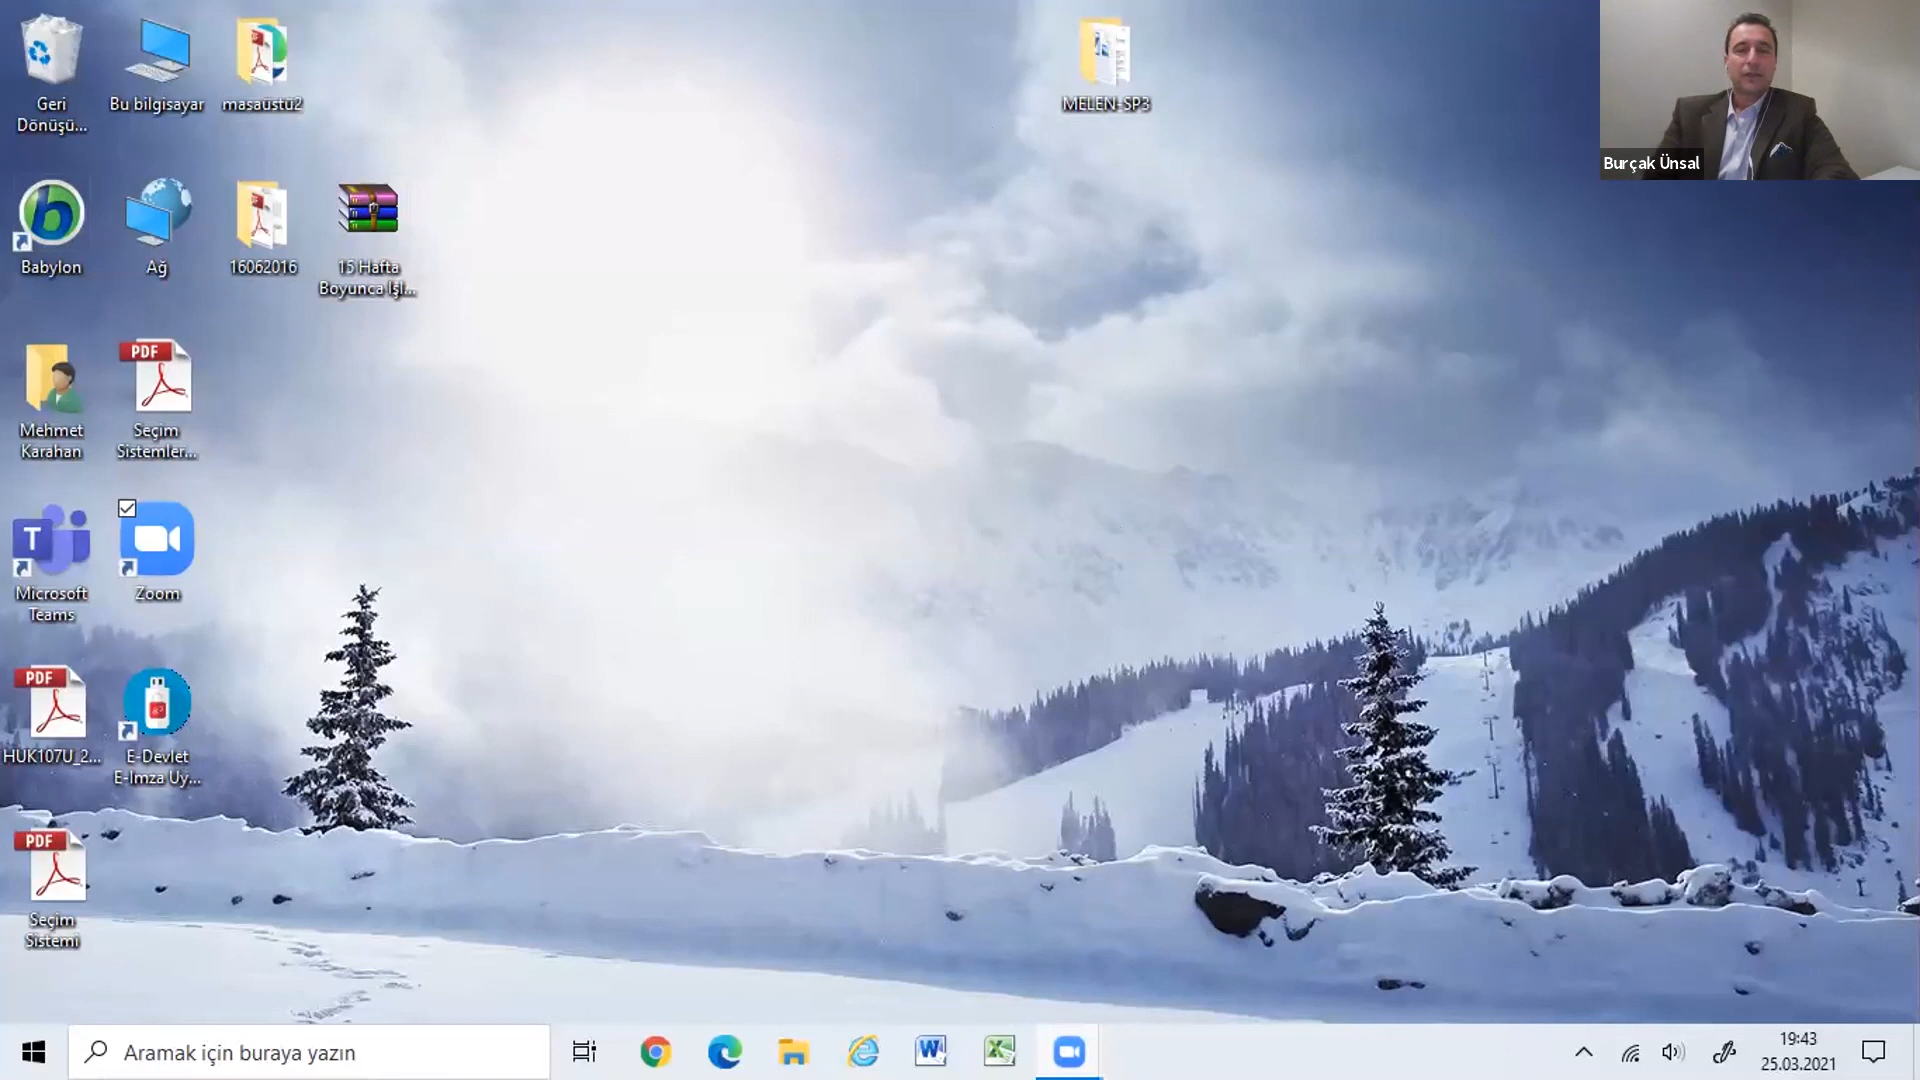 Geri
Dönüşü...
Bu bilgisayar
masaüstü2
MELEN-SP3
Burçak Ünsal
Babylon
Ağ
16062016
15 Hafta
Boyunca İşl...
Mehmet
Karahan
PDF
Seçim
Sistemler...
T
Microsoft
Teams
Zoom
PDF
HUK107U_2...
E-Devlet
E-İmza Uy...
PDF
Seçim
Sistemi
Aramak için buraya yazın
19:43
25.03.2021